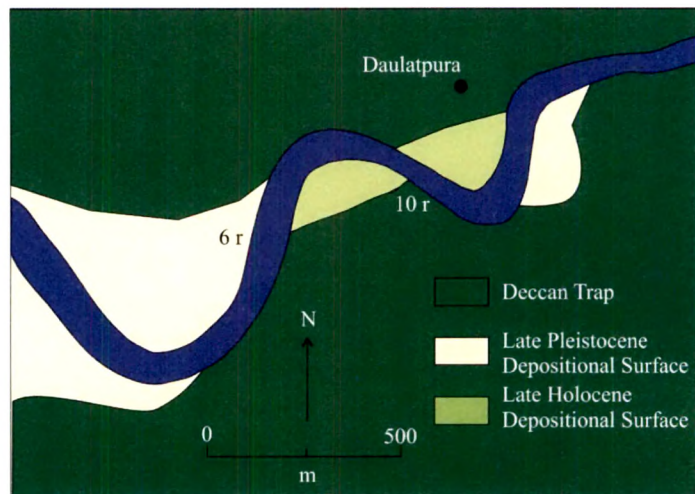 Daulatpura
6 r
10 r
Deccan Trap
Late Pleistocene
Depositional Surface
Late Holocene
Depositional Surface
N
0 500
m